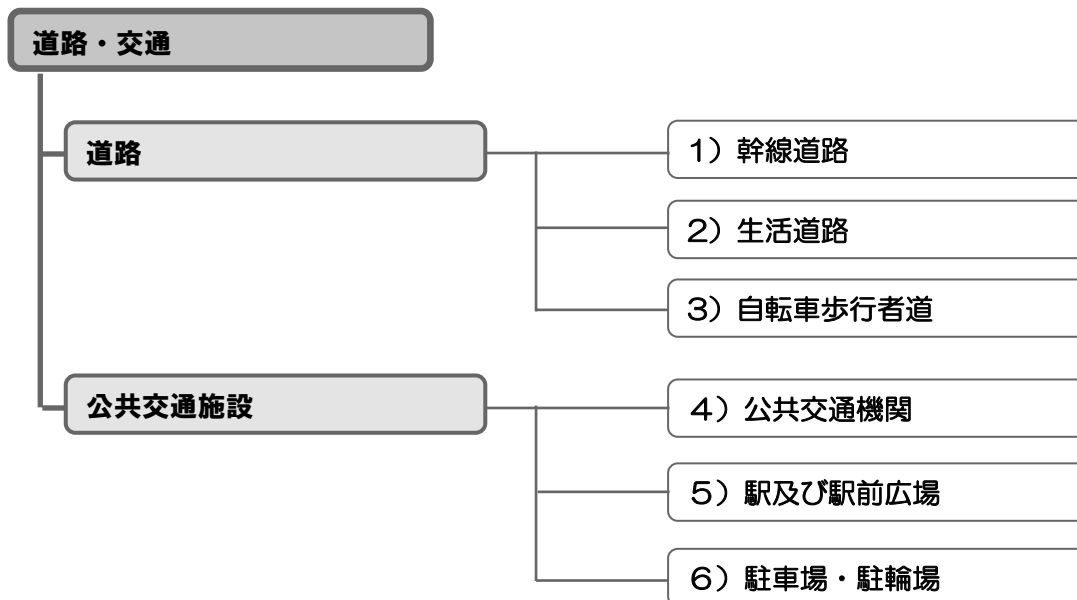 道路・交通
道路
1）幹線道路
2）生活道路
3）自転車歩行者道
公共交通施設
4）公共交通機関
5）駅及び駅前広場
6）駐車場・駐輪場